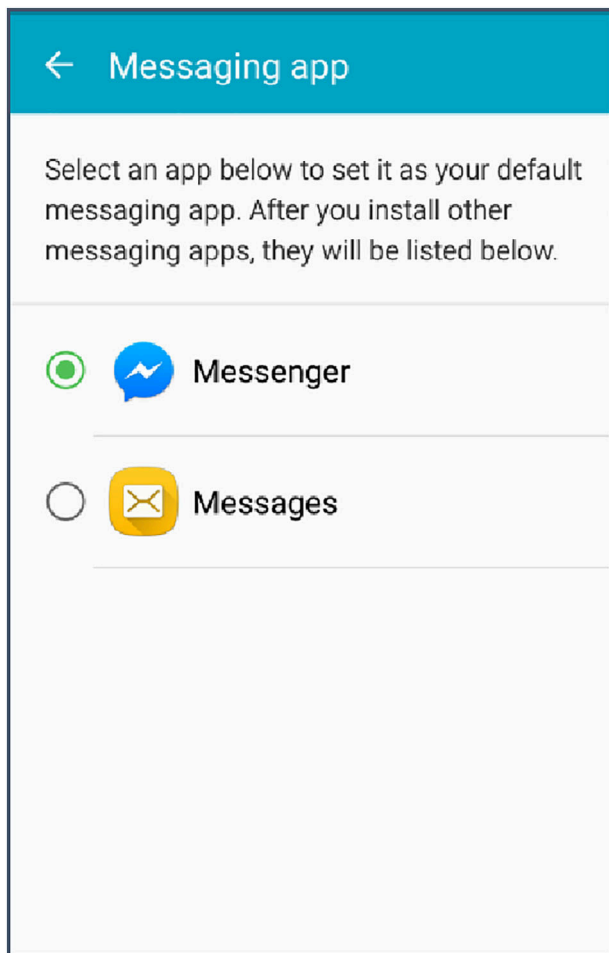 Messaging app
Select an app below to set it as your default
messaging app. After you install other
messaging apps, they will be listed below.
Messenger
Messages